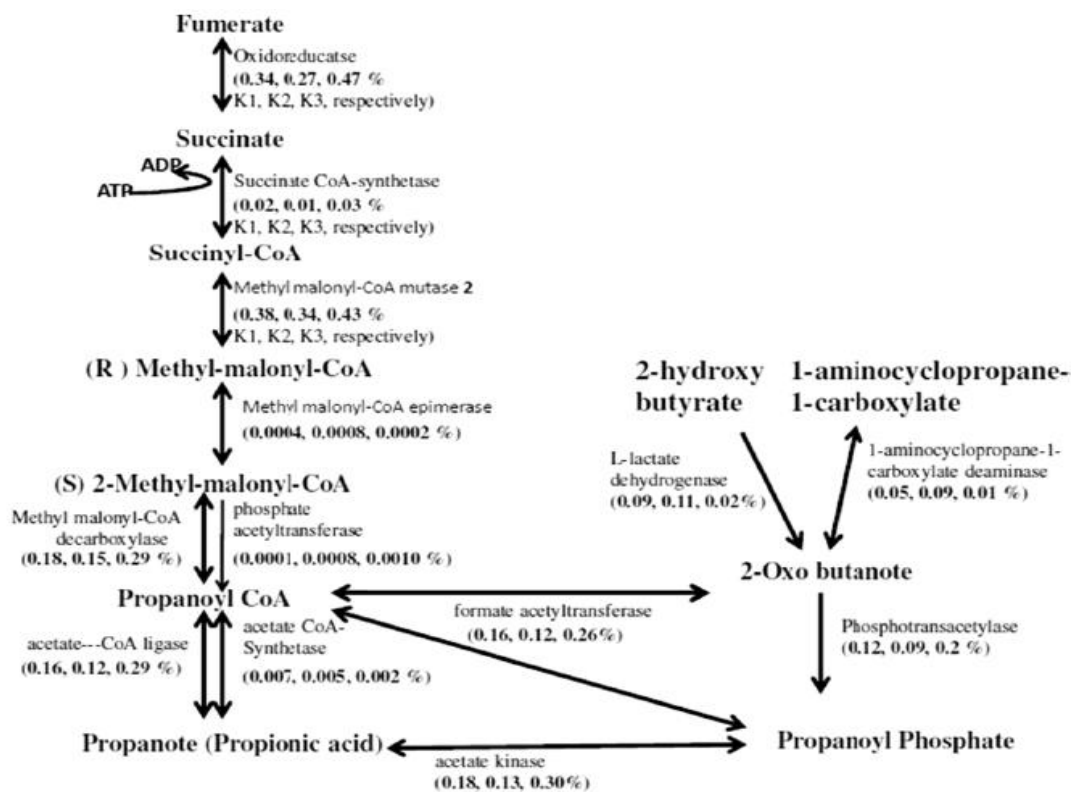 Fumerate
Oxidoreducatse
(0.34, 0.27, 0.47 %
K1, K2, K3, respectively)
Succinate
ADP
ATP
Succinate CoA-synthetase
(0.02, 0.01, 0.03 %
K1, K2, K3, respectively)
Succinyl-CoA
Methyl malonyl-CoA mutase 2
(0.38, 0.34, 0.43 %
K1, K2, K3, respectively)
(R ) Methyl-malonyl-CoA
Methyl malonyl-CoA epimerase
(0.0004, 0.0008, 0.0002 %)
(S) 2-Methyl-malonyl-CoA
Methyl malonyl-CoA
decarboxylase
(0.18, 0.15, 0.29 %)
phosphate
acetyltransferase
(0.0001, 0.0008, 0.0010 %)
Propanoyl CoA
acetate---CoA ligase
(0.16, 0.12, 0.29 %)
acetate CoA-
Synthetase
(0.007, 0.005, 0.002 %)
Propanote (Propionic acid)
2-hydroxy
butyrate
1-aminocyclopropane-
1-carboxylate
L-lactate
dehydrogenase
(0.09, 0.11, 0.02%)
1-aminocyclopropane-1-
carboxylate deaminase
(0.05, 0.09, 0.01 %)
2-Oxo butanote
formate acetyltransferase
(0.16, 0.12, 0.26%)
Phosphotransacetylase
(0.12, 0.09, 0.2 %)
Propanoyl Phosphate
acetate kinase
(0.18, 0.13, 0.30%)